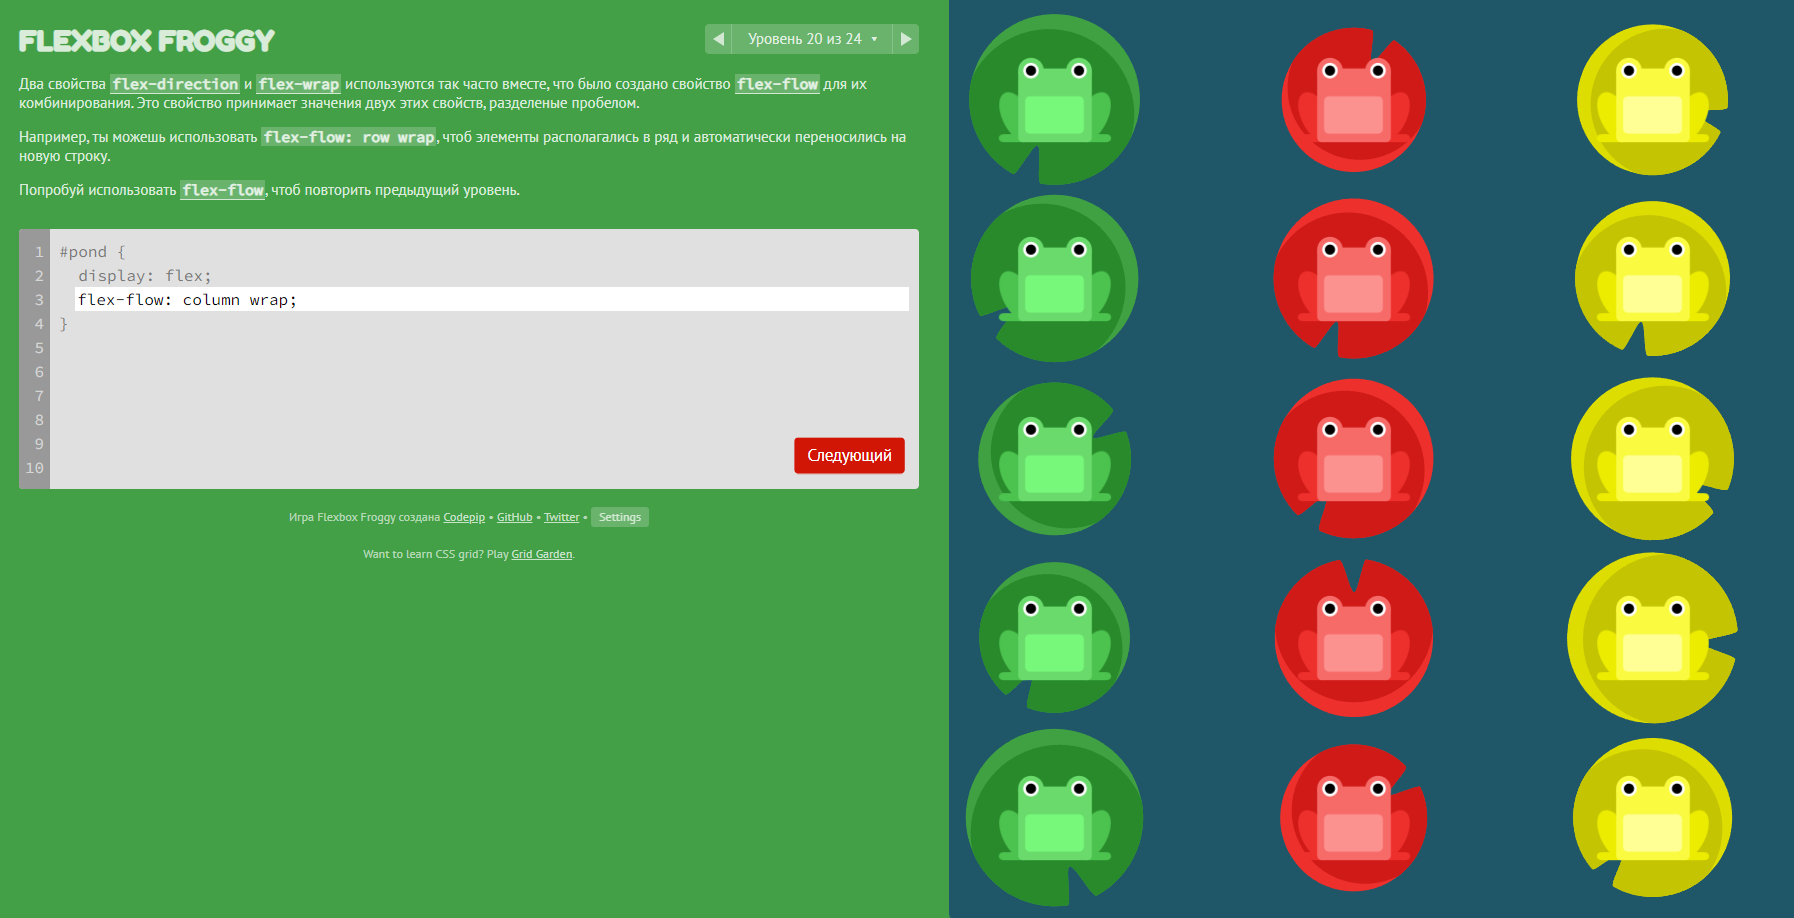 FLEXBOX FROGGY
Уровень 20 из 24
Два свойства flex-direction и flex-wrap используются так часто вместе, что было создано свойство flex-flow для их
комбинирования. Это свойство принимает значения двух этих свойств, разделеные пробелом.
Например, ты можешь использовать flex-flow: row wrap, чтоб элементы располагались в ряд и автоматически переносились на
новую строку.
Попробуй использовать flex-flow, чтоб повторить предыдущий уровень.
1 #pond {
2 display: flex;
3 flex-flow: column wrap;
4 }
5
6
7
8
9
10
Следующий
Игра Flexbox Froggy создана Codepip • GitHub • Twitter • Settings
Want to learn CSS grid? Play Grid Garden.